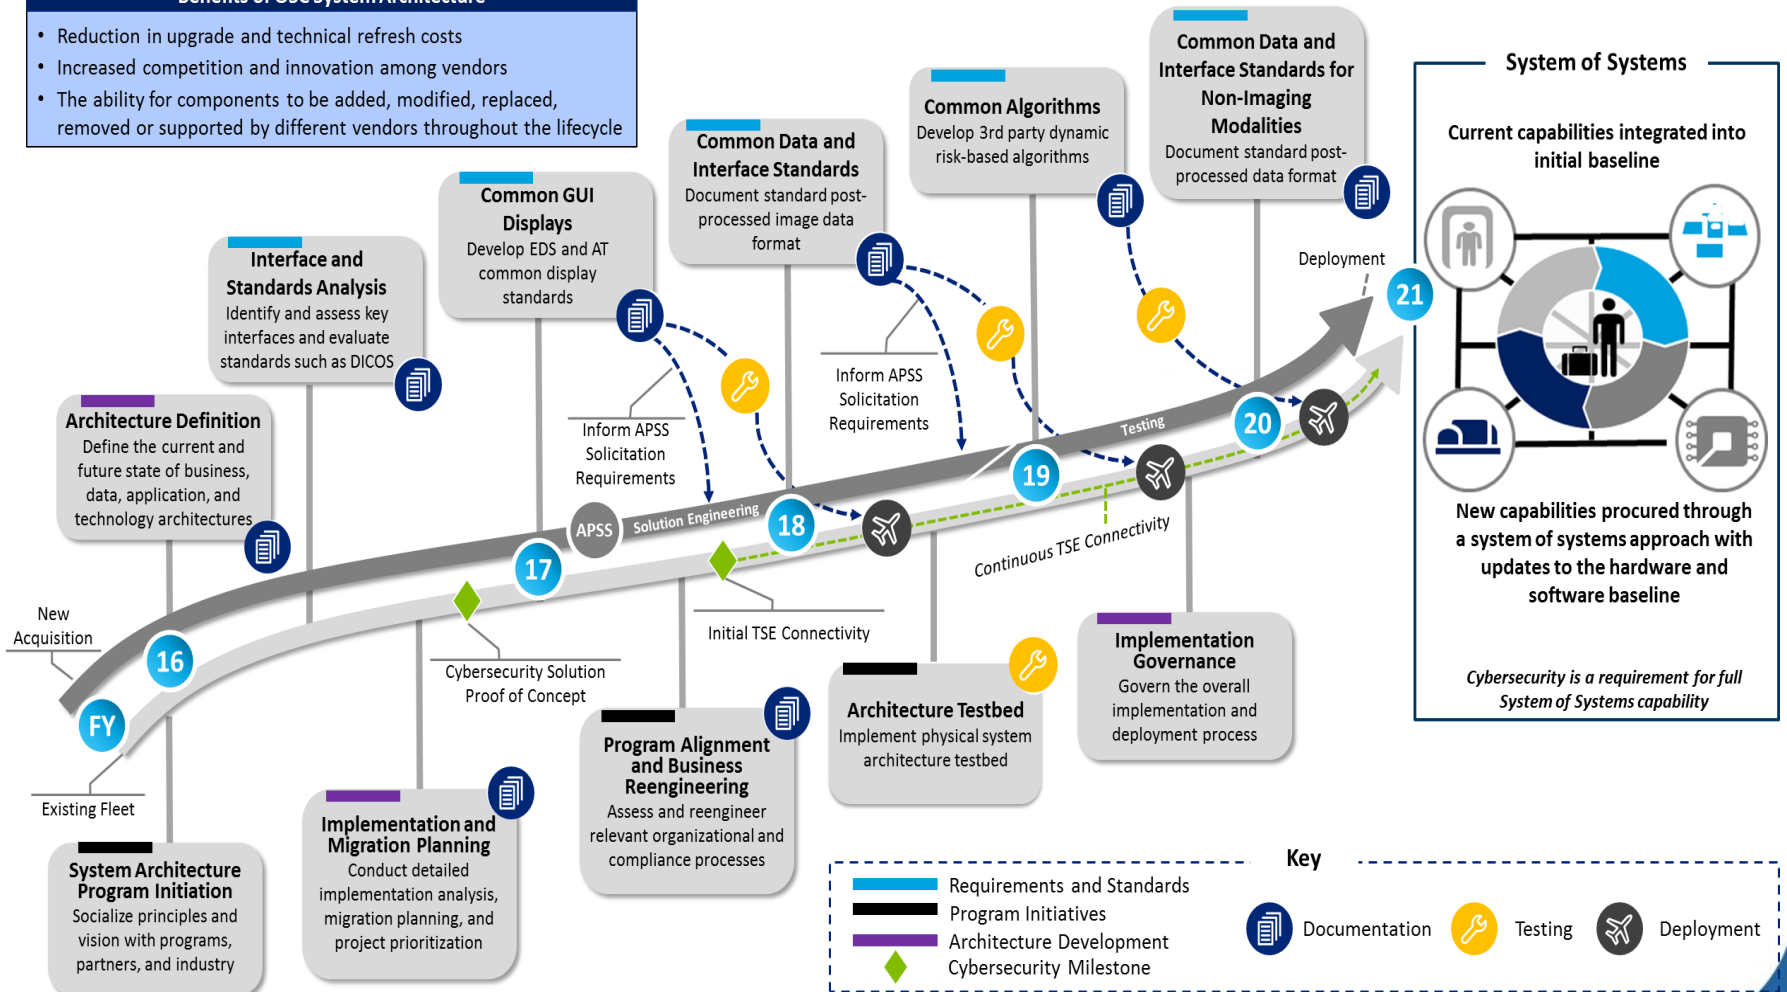 Benefits of OSC System Architecture
• Reduction in upgrade and technical refresh costs
• Increased competition and innovation among vendors
• The ability for components to be added, modified, replaced,
removed or supported by different vendors throughout the lifecycle
Common Data and
Interface Standards for
Non-Imaging
Modalities
Document standard post-
processed data format
Common Algorithms
Develop 3rd party dynamic
risk-based algorithms
Common Data and
Interface Standards
Document standard post-
processed image data
format
Common GUI
Displays
Develop EDS and AT
common display
standards
Interface and
Standards Analysis
Identify and assess key
interfaces and evaluate
standards such as DICOS
Architecture Definition
Define the current and
future state of business,
data, application, and
technology architectures
Inform APSS
Solicitation
Requirements
Inform APSS
Solicitation
Requirements
Deployment
21
20
Testing
19
18
Solution Engineering
APSS
17
16
FY
New
Acquisition
Existing Fleet
Cybersecurity Solution
Proof of Concept
Initial TSE Connectivity
Continuous TSE Connectivity
System Architecture
Program Initiation
Socialize principles and
vision with programs,
partners, and industry
Implementation and
Migration Planning
Conduct detailed
implementation analysis,
migration planning, and
project prioritization
Program Alignment
and Business
Reengineering
Assess and reengineer
relevant organizational and
compliance processes
Architecture Testbed
Implement physical system
architecture testbed
Implementation
Governance
Govern the overall
implementation and
deployment process
System of Systems
Current capabilities integrated into
initial baseline
New capabilities procured through
a system of systems approach with
updates to the hardware and
software baseline
Cybersecurity is a requirement for full
System of Systems capability
Key
Requirements and Standards
Program Initiatives
Architecture Development
Cybersecurity Milestone
Documentation
Testing
Deployment